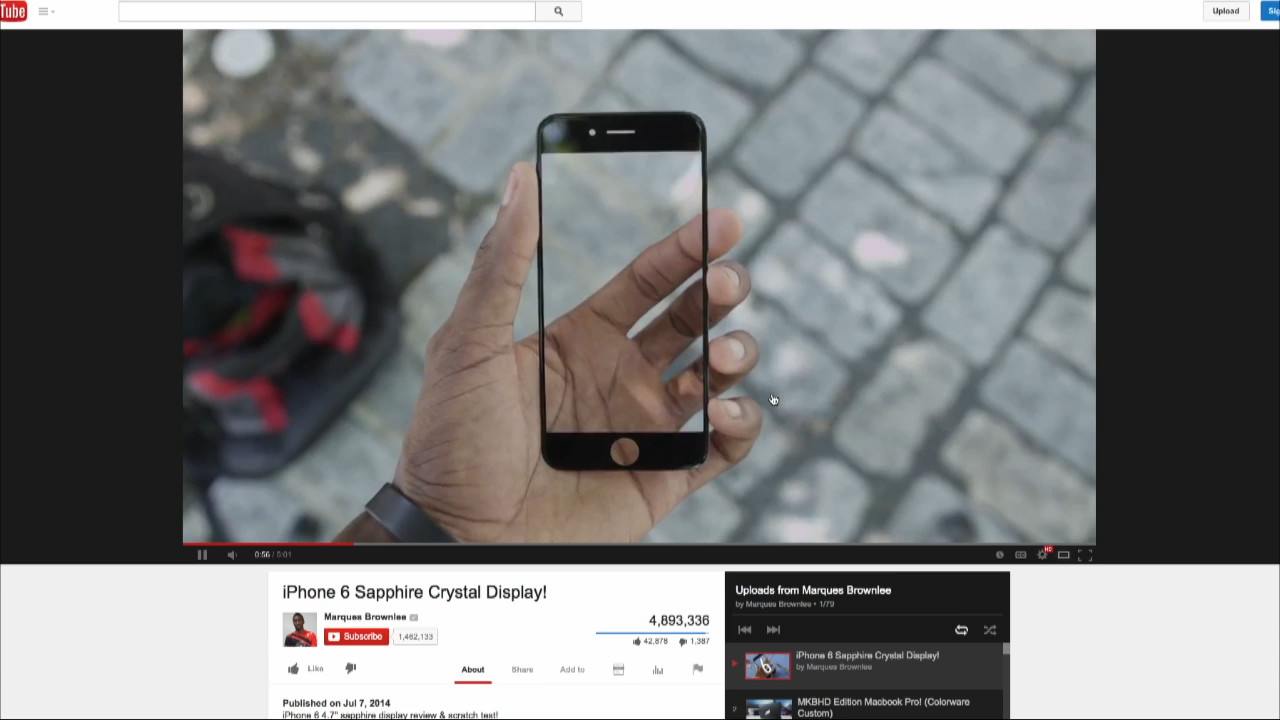 Tube
Upload
Sig
0:56 / 5:01
HD
iPhone 6 Sapphire Crystal Display!
Marques Brownlee
Subscribe 1,462,133
4,893,336
42,878 1,387
Like
About Share Add to
Published on Jul 7, 2014
iPhone 6 4.7" sapphire display review & scratch test!
Uploads from Marques Brownlee
by Marques Brownlee • 1/79
iPhone 6 Sapphire Crystal Display!
by Marques Brownlee
2
MKBHD Edition Macbook Pro! (Colorware
Custom)